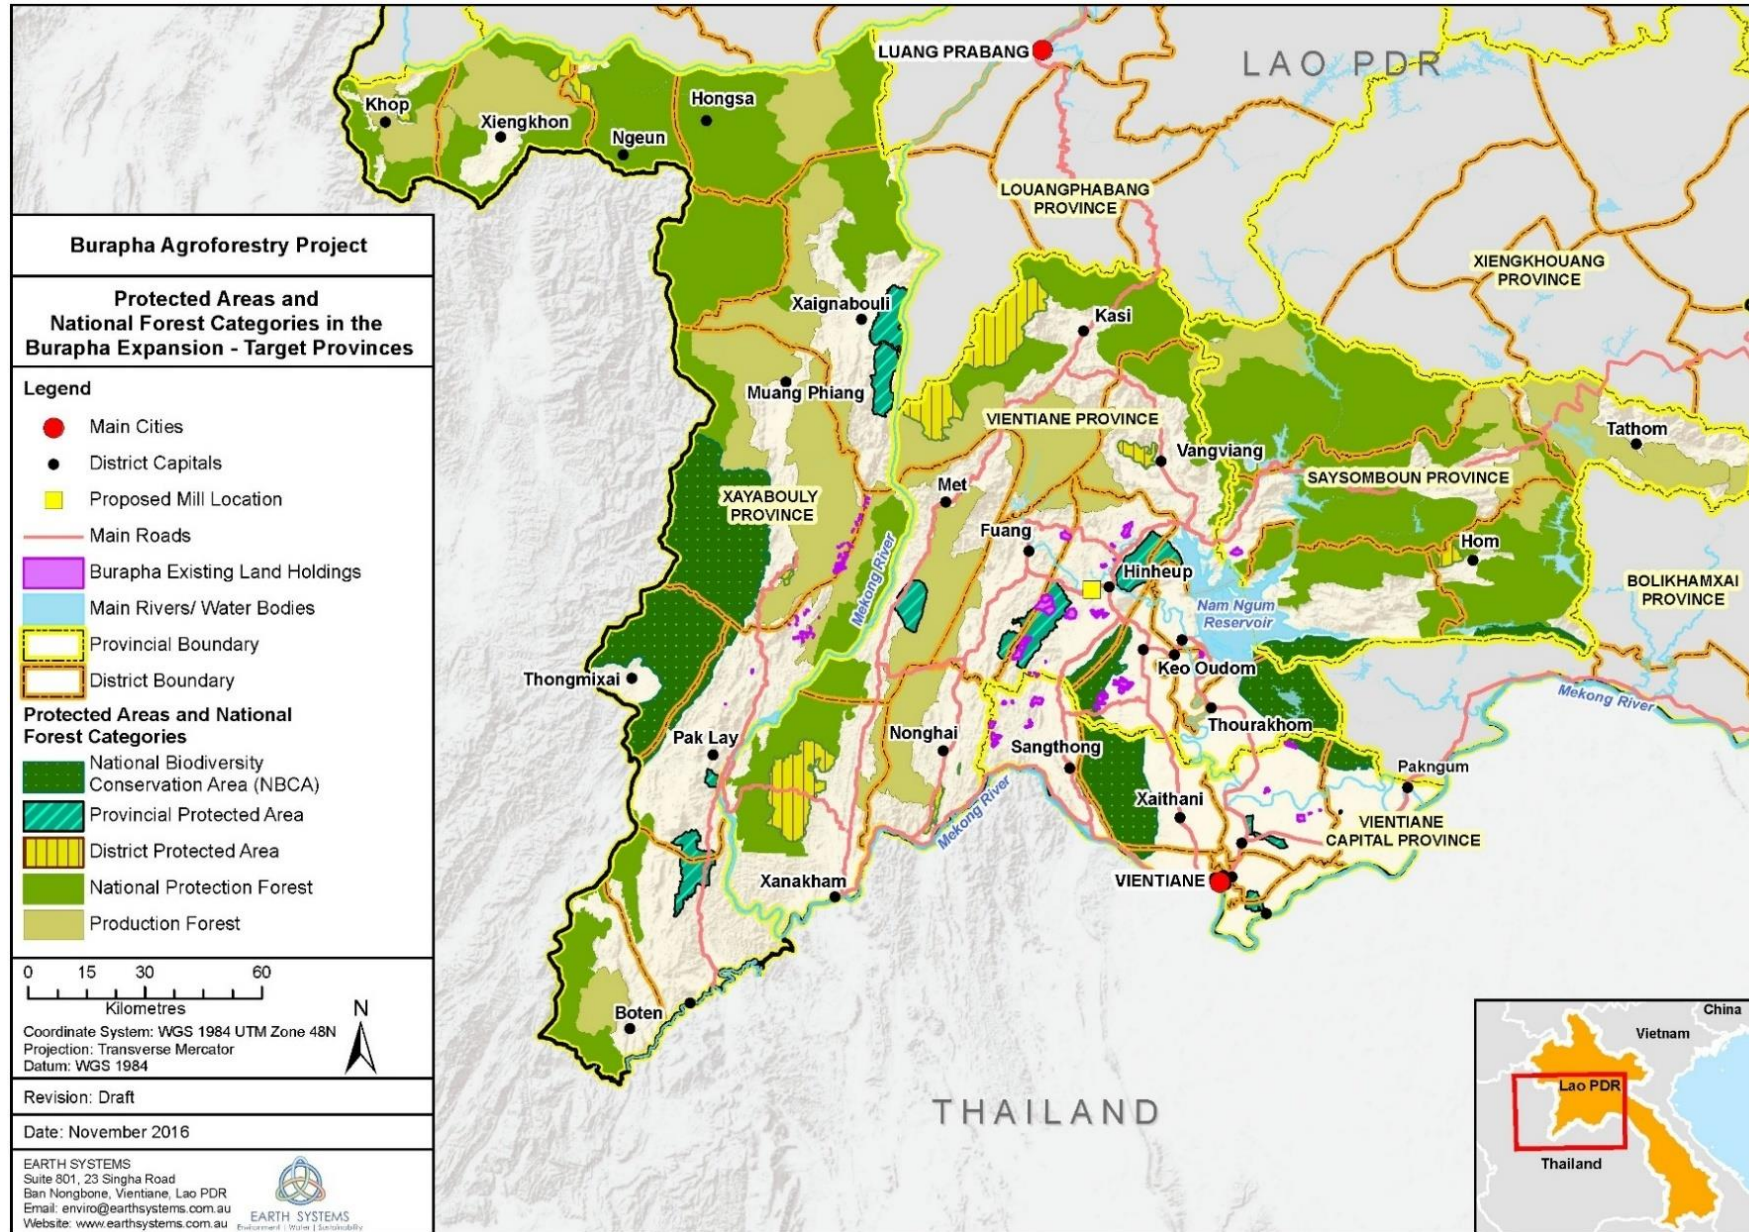 Burapha Agroforestry Project
Protected Areas and
National Forest Categories in the
Burapha Expansion - Target Provinces
Legend
Main Cities
District Capitals
Proposed Mill Location
Main Roads
Burapha Existing Land Holdings
Main Rivers/ Water Bodies
Provincial Boundary
District Boundary
Protected Areas and National
Forest Categories
National Biodiversity
Conservation Area (NBCA)
Provincial Protected Area
District Protected Area
National Protection Forest
Production Forest
0 15 30 60
Kilometres
N
Coordinate System: WGS 1984 UTM Zone 48N
Projection: Transverse Mercator
Datum: WGS 1984
Revision: Draft
Date: November 2016
EARTH SYSTEMS
Suite 801, 23 Singha Road
Ban Nongbone, Vientiane, Lao PDR
Email: enviro@earthsystems.com.au
Website: www.earthsystems.com.au
EARTH SYSTEMS
Environment | Water | Sustainability
LUANG PRABANG
LAO PDR
Khop
Xiengkhon
Ngeun
Hongsa
LOUANGPHABANG
PROVINCE
XIENGKHOUANG
PROVINCE
Xaignabouli
Kasi
Muang Phiang
VIENTIANE PROVINCE
Vangviang
Tathom
SAYSOMBOUN PROVINCE
XAYABOULY
PROVINCE
Met
Fuang
Hom
Hinheup
BOLIKHAMXAI
PROVINCE
Mekong River
Nam Ngum
Reservoir
Keo Oudom
Thongmixai
Mekong River
Thourakhom
Pak Lay
Nonghai
Sangthong
Pakngum
Mekong River
Xaithani
VIENTIANE
CAPITAL PROVINCE
VIENTIANE
Xanakham
Boten
THAILAND
China
Vietnam
Lao PDR
Thailand